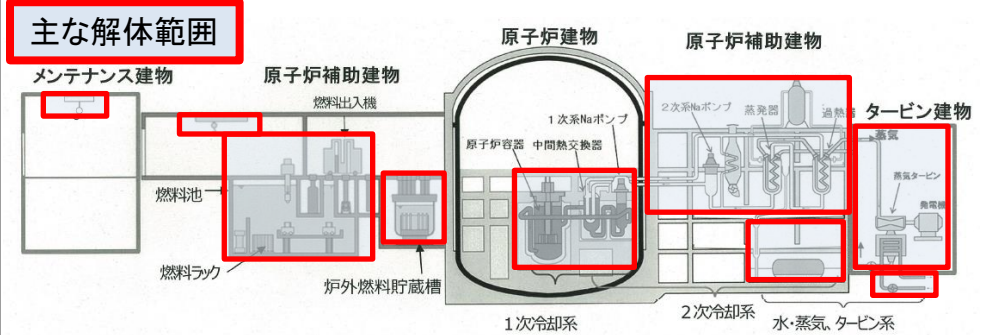 主な解体範囲
メンテナンス建物
原子炉補助建物
原子炉建物
原子炉補助建物
タービン建物
燃料出入機
1次系Naポンプ
原子炉容器
中間熱交換器
2次系Naポンプ
蒸発器
過熱器
蒸気
蒸気タービン
発電機
燃料池
燃料ラック
炉外燃料貯蔵槽
1次冷却系
2次冷却系
水・蒸気、タービン系